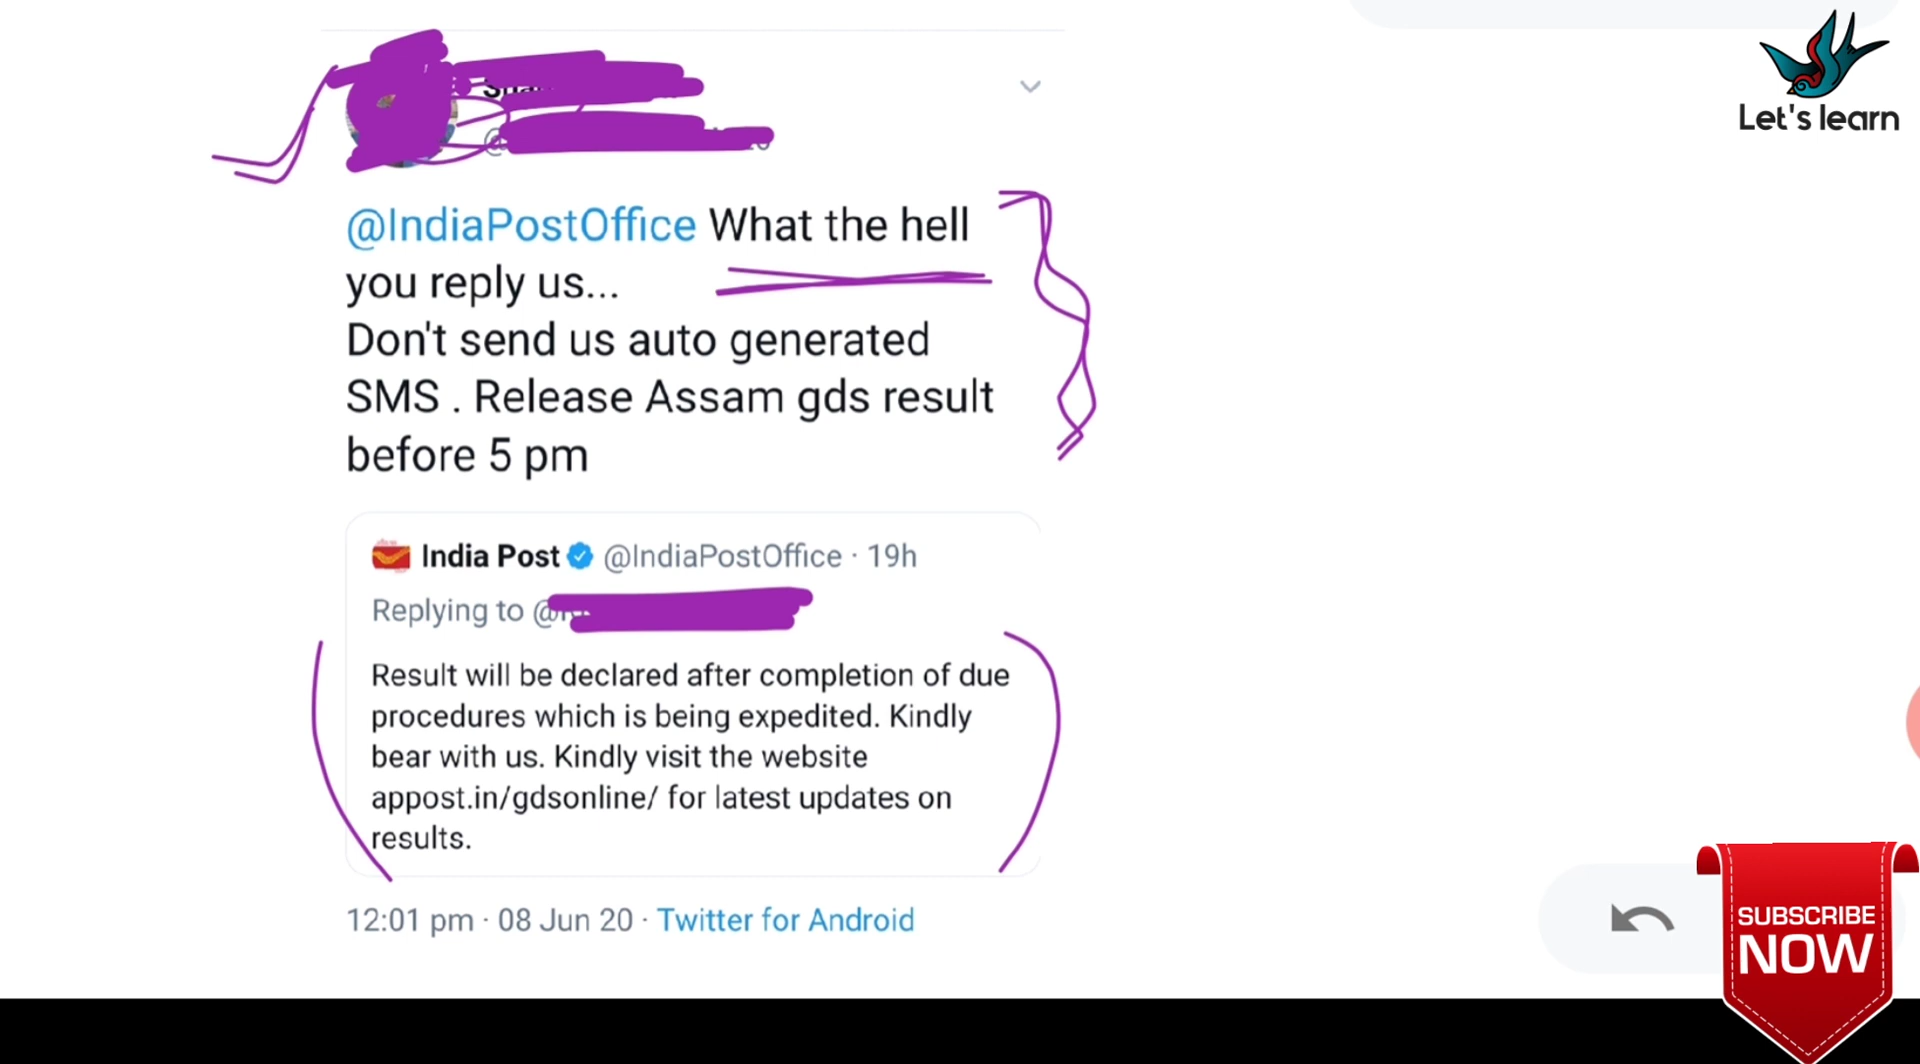 Let's learn
@IndiaPostOffice What the hell
you reply us...
Don't send us auto generated
SMS . Release Assam gds result
before 5 pm
India Post @IndiaPostOffice · 19h
Replying to @
Result will be declared after completion of due
procedures which is being expedited. Kindly
bear with us. Kindly visit the website
appost.in/gdsonline/ for latest updates on
results.
12:01 pm · 08 Jun 20 · Twitter for Android
SUBSCRIBE
NOW